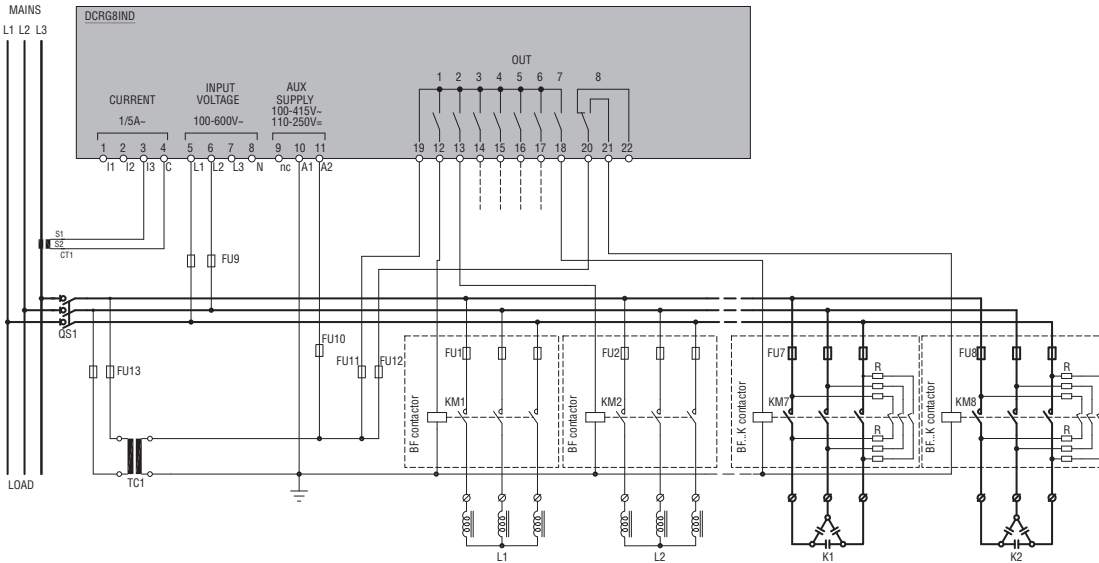 MAINS
L1 L2 L3
DCRG8IND
OUT
1 2 3 4 5 6 7 8
CURRENT
1/5A~
INPUT
VOLTAGE
100-600V~
AUX
SUPPLY
100-415V~
110-250V=
1 2 3 4 5 6 7 8 9 10 11 19 12 13 14 15 16 17 18 20 21 22
I1 I2 I3 C L1 L2 L3 N nc A1 A2
S1
S2
CT1
FU9
QS1
FU10
FU13
FU11
FU12
FU1
FU2
FU7
FU8
R
R
KM1
KM2
KM7
KM8
BF contactor
BF contactor
BF...K contactor
BF...K contactor
R
R
LOAD
TC1
L1
L2
K1
K2